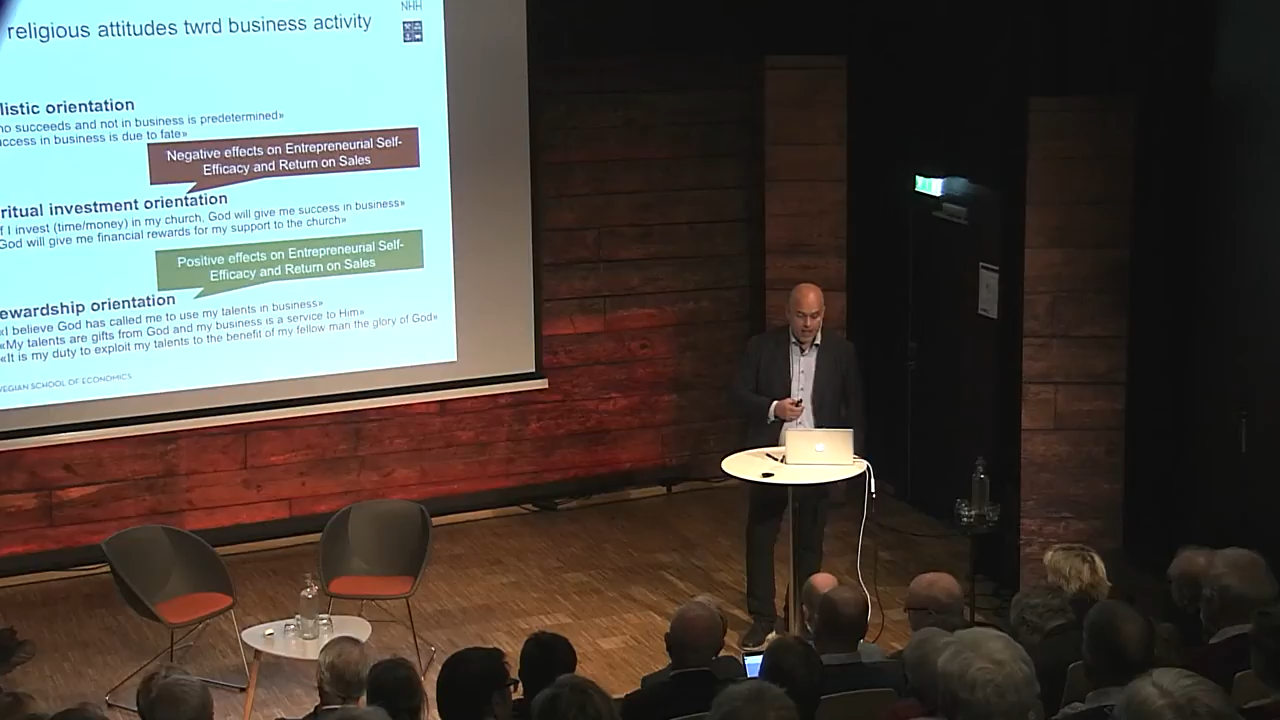 NHH
religious attitudes twrd business activity
listic orientation
ho succeeds and not in business is predetermined»
ccess in business is due to fate»
Negative effects on Entrepreneurial Self-
Efficacy and Return on Sales
ritual investment orientation
f I invest (time/money) in my church, God will give me success in business»
God will give me financial rewards for my support to the church»
Positive effects on Entrepreneurial Self-
Efficacy and Return on Sales
ewardship orientation
«I believe God has called me to use my talents in business»
«My talents are gifts from God and my business is a service to Him»
«It is my duty to exploit my talents to the benefit of my fellow man the glory of God»
WEGIAN SCHOOL OF ECONOMICS